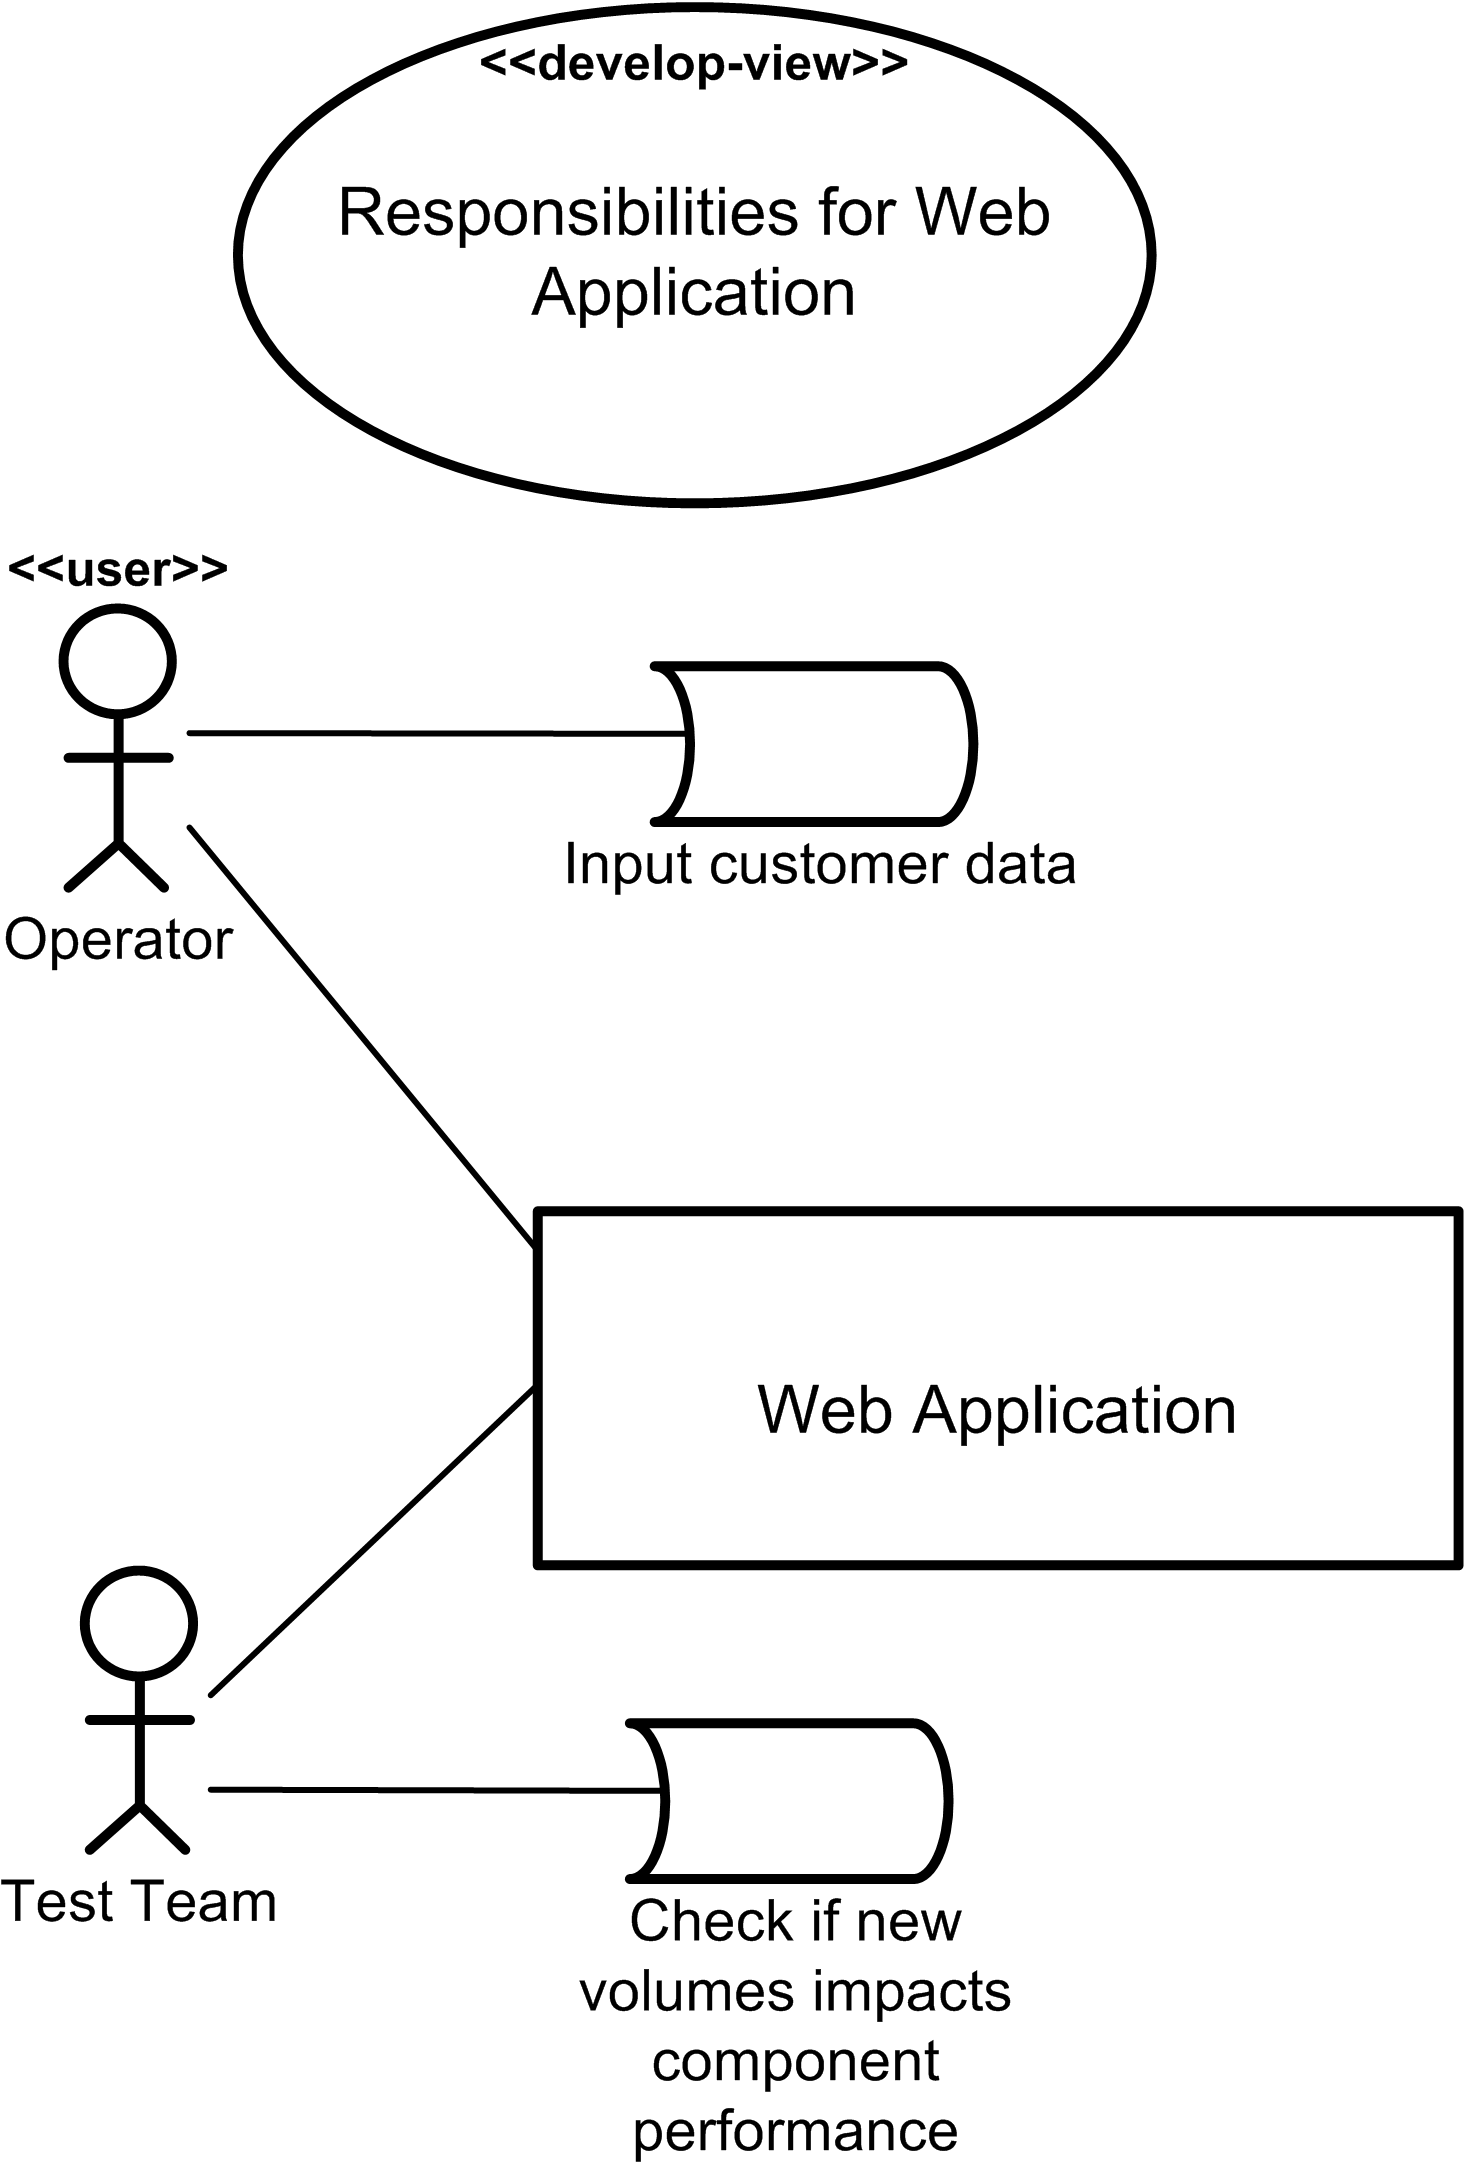 <<develop-view>>
Responsibilities for Web
Application
<<user>>
Operator
Input customer data
Web Application
Test Team
Check if new
volumes impacts
component
performance